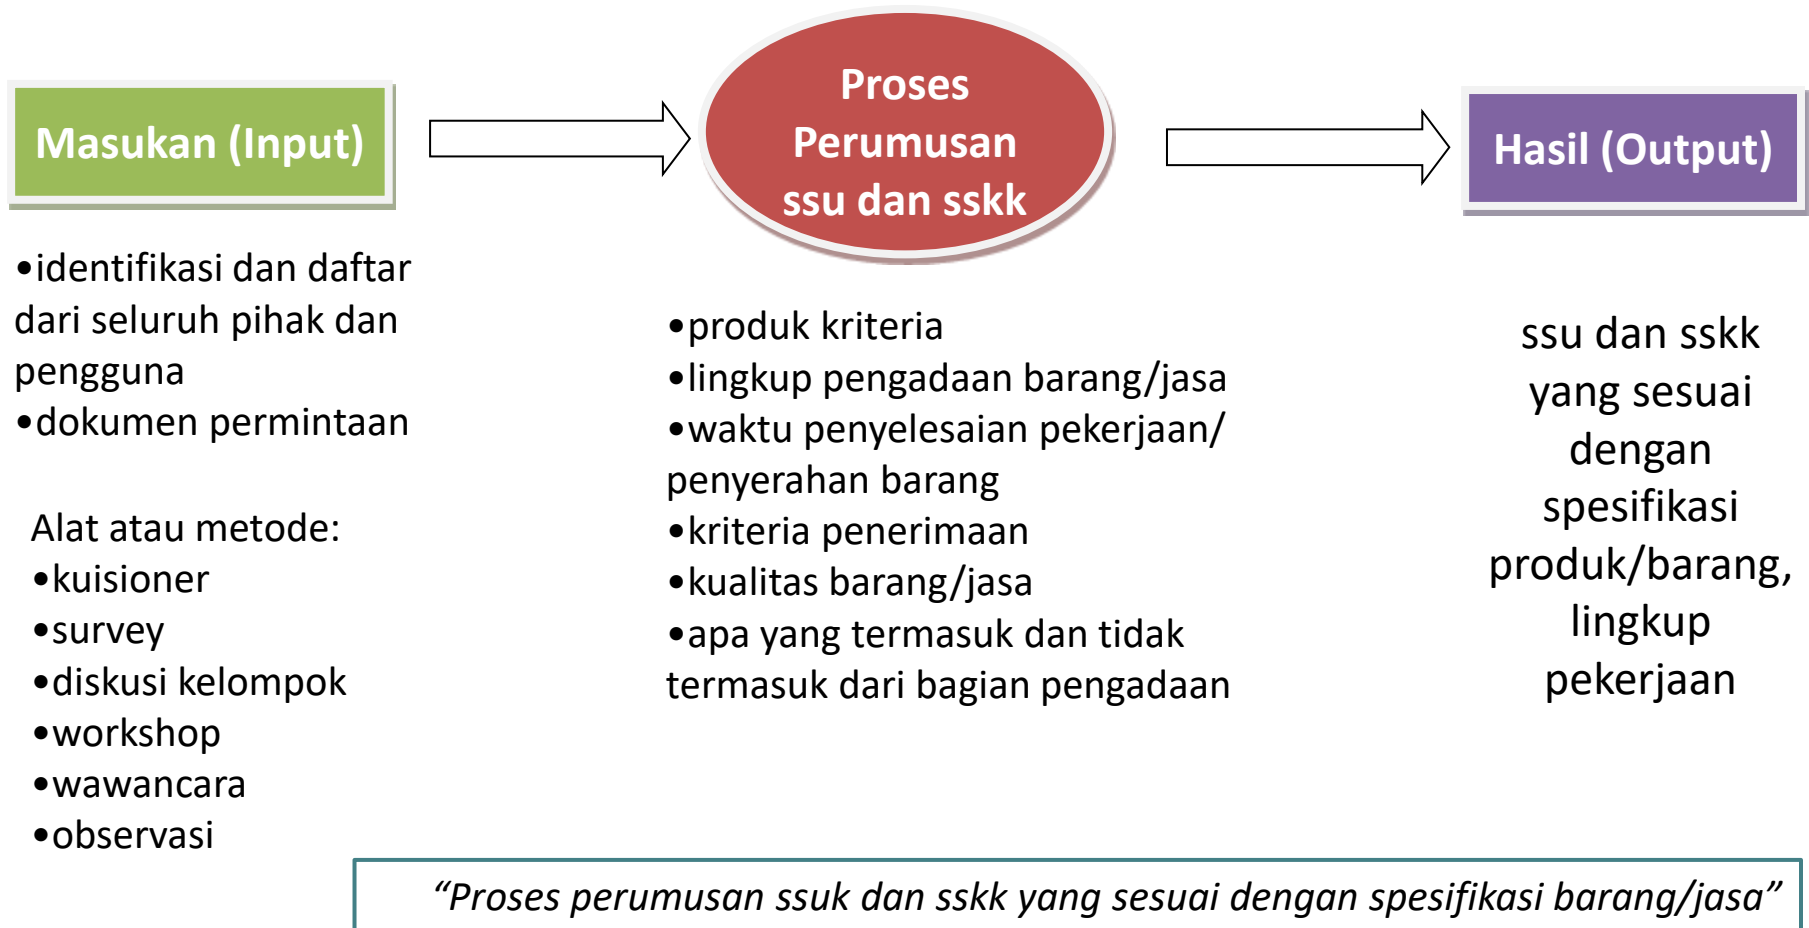 Masukan (Input)
•identifikasi dan daftar
dari seluruh pihak dan
pengguna
•dokumen permintaan
Alat atau metode:
•kuisioner
•survey
•diskusi kelompok
•workshop
•wawancara
•observasi
Proses
Perumusan
ssu dan sskk
•produk kriteria
•lingkup pengadaan barang/jasa
•waktu penyelesaian pekerjaan/
penyerahan barang
•kriteria penerimaan
•kualitas barang/jasa
•apa yang termasuk dan tidak
termasuk dari bagian pengadaan
Hasil (Output)
ssu dan sskk
yang sesuai
dengan
spesifikasi
produk/barang,
lingkup
pekerjaan
“Proses perumusan ssuk dan sskk yang sesuai dengan spesifikasi barang/jasa”